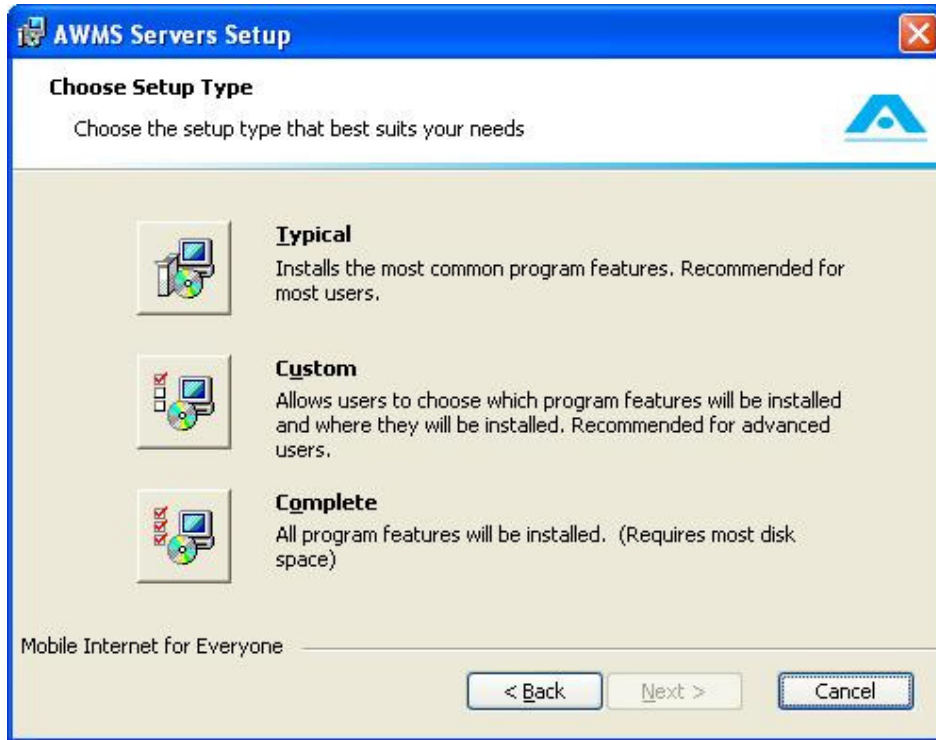 AWMS Servers Setup
Choose Setup Type
Choose the setup type that best suits your needs
Typical
Installs the most common program features. Recommended for
most users.
Custom
Allows users to choose which program features will be installed
and where they will be installed. Recommended for advanced
users.
Complete
All program features will be installed. (Requires most disk
space)
Mobile Internet for Everyone
< Back Next > Cancel